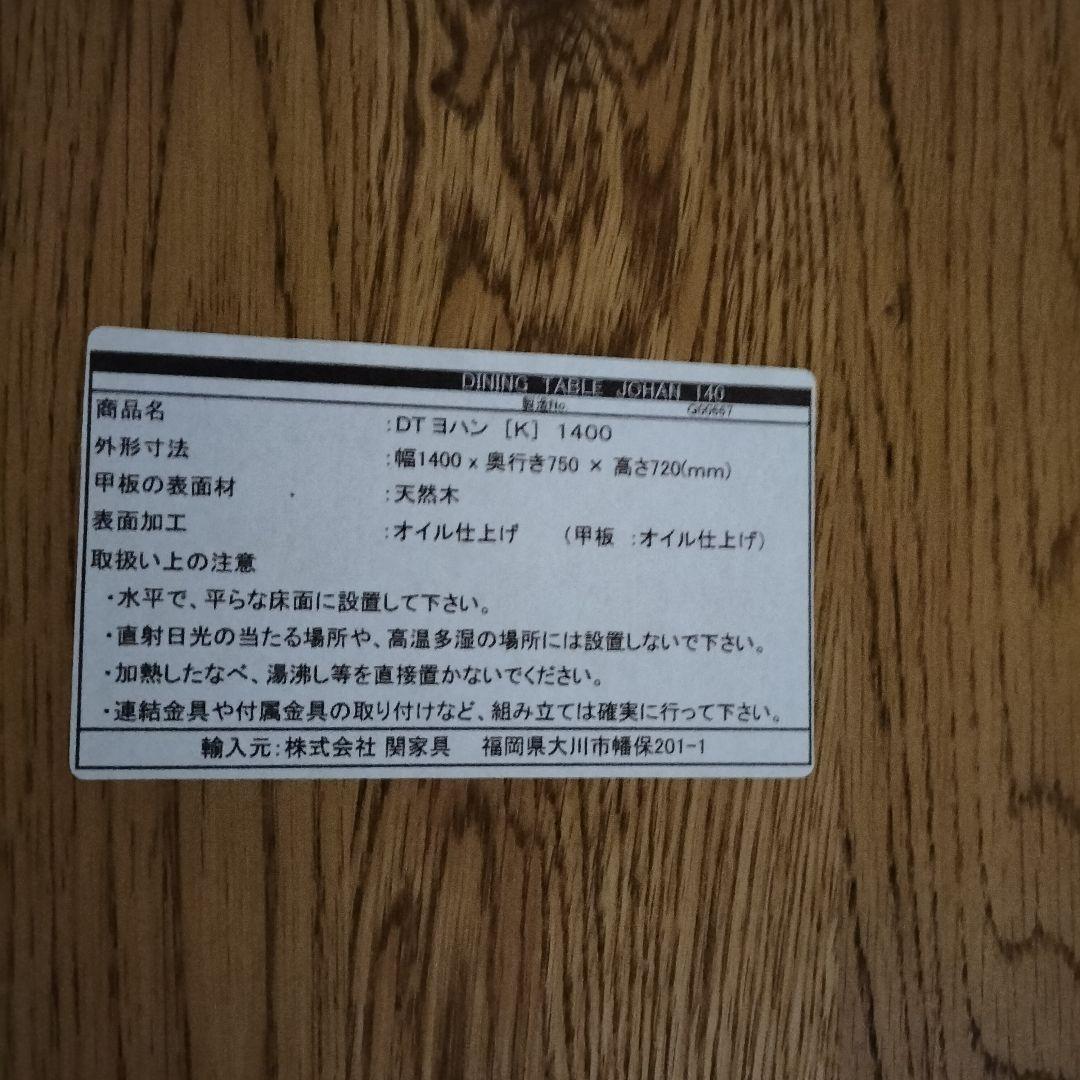 DINING TABLE JOHAN 140
製造No.
商品名 :DT ヨハン [K] 1400
外形寸法 :幅1400 x 奥行き750 × 高さ720(mm)
甲板の表面材 :天然木
表面加工 :オイル仕上げ (甲板 :オイル仕上げ)
取扱い上の注意
・水平で、平らな床面に設置して下さい。
・直射日光の当たる場所や、高温多湿の場所には設置しないで下さい。
・加熱したなべ、湯沸し等を直接置かないでください。
・連結金具や付属金具の取り付けなど、組み立ては確実に行って下さい。
輸入元:株式会社 関家具 福岡県大川市幡保201-1